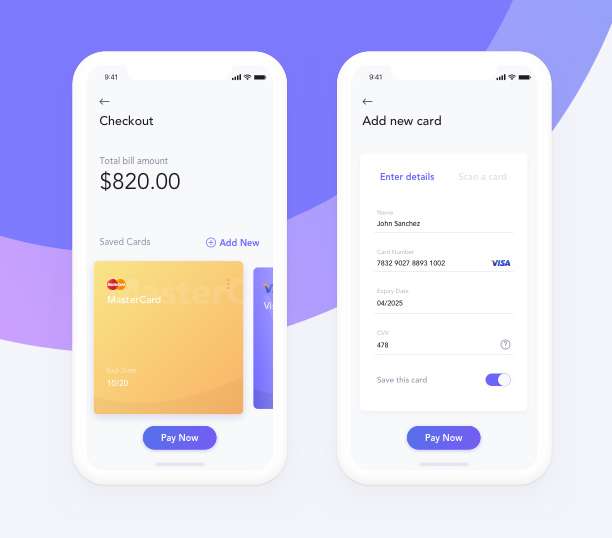 9:41
Checkout
Total bill amount
$820.00
Saved Cards
Add New
MasterCard
MasterCard
Exp Date
10/20
Pay Now
9:41
Add new card
Enter details
Scan a card
Name
John Sanchez
Card Number
7832 9027 8893 1002
VISA
Expiry Date
04/2025
CVV
478
?
Save this card
Pay Now